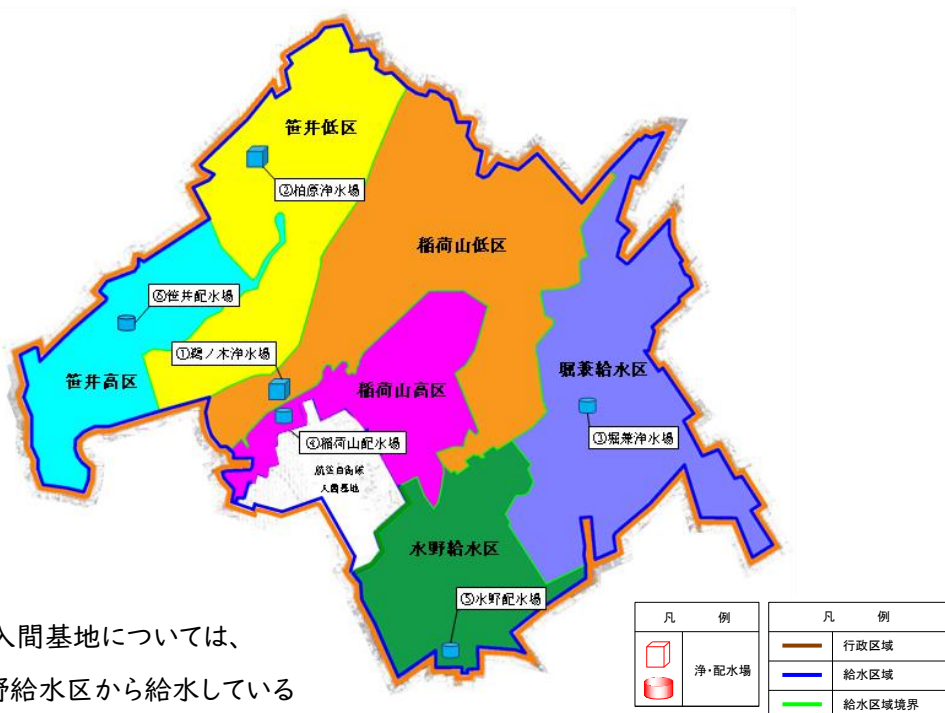 笹井低区
②柏原浄水場
稲荷山低区
⑥笹井配水場
①鵜ノ木浄水場
笹井高区
稲荷山高区
堀兼給水区
③堀兼浄水場
④稲荷山配水場
航空自衛隊
入間基地
水野給水区
⑤水野配水場
入間基地については、
野給水区から給水している
凡 例
浄・配水場
凡 例
行政区域
給水区域
給水区域境界